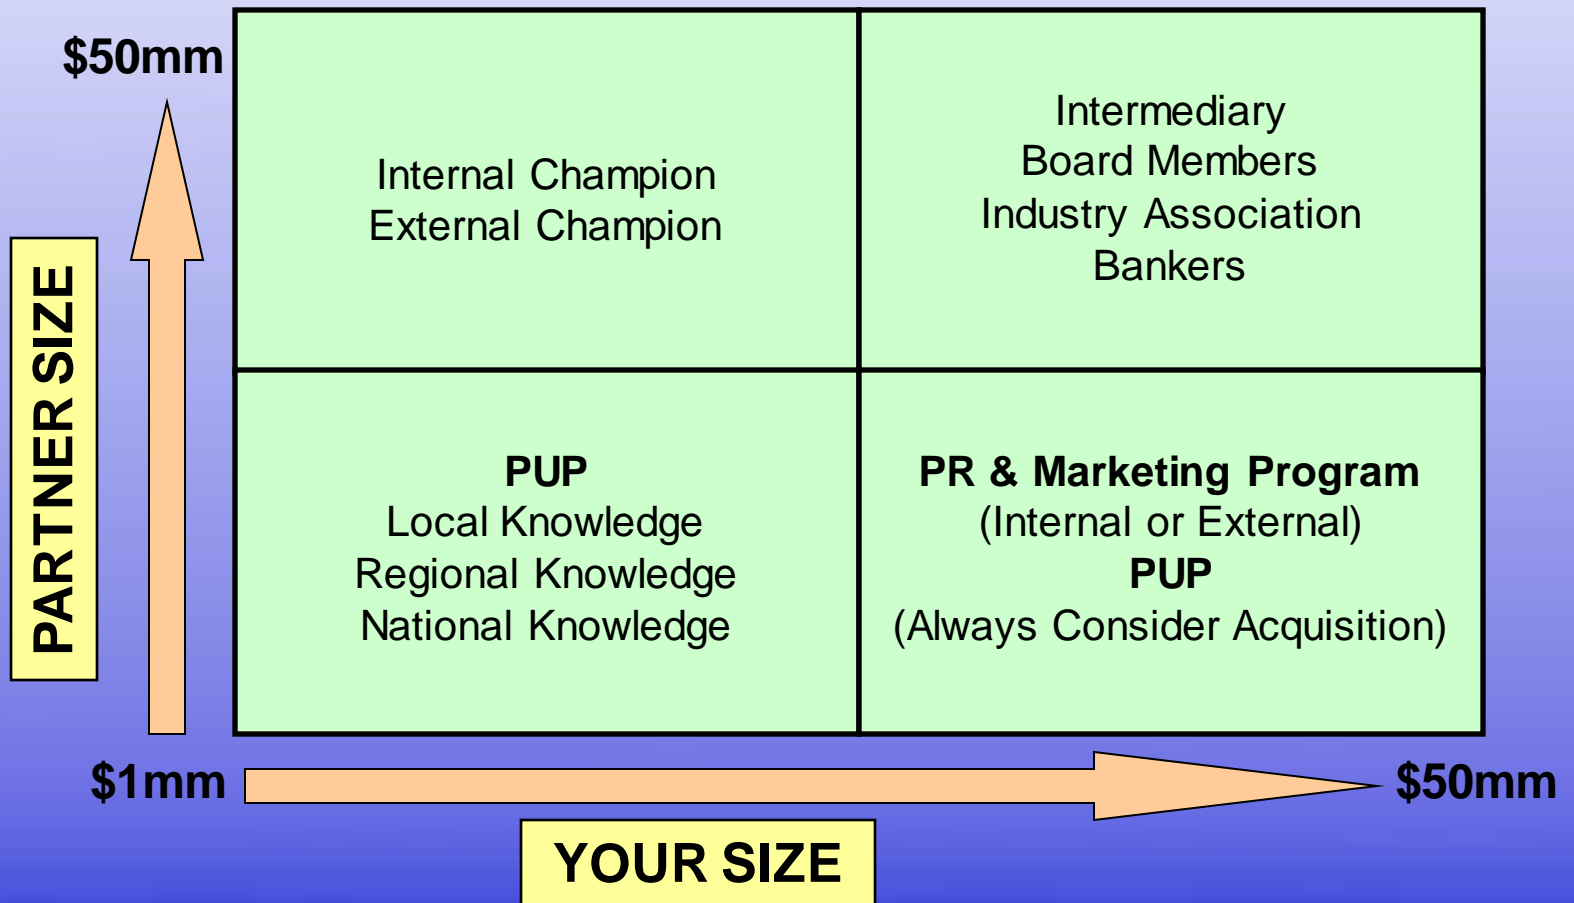 $50mm
Internal Champion
External Champion
Intermediary
Board Members
Industry Association
Bankers
PARTNER SIZE
PUP
Local Knowledge
Regional Knowledge
National Knowledge
PR & Marketing Program
(Internal or External)
PUP
(Always Consider Acquisition)
$1mm
$50mm
YOUR SIZE